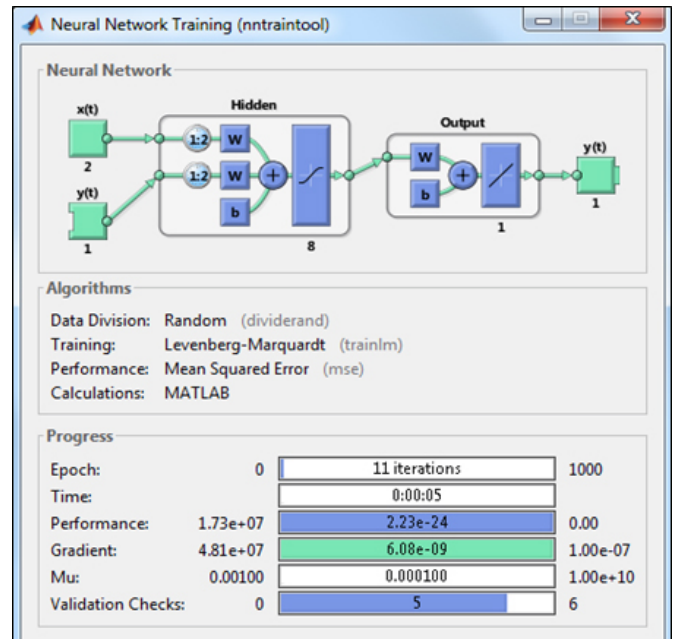 Neural Network Training (nntraintool)
Neural Network
x(t)
2
y(t)
1
Hidden
1:2 W
1:2 W
+
b
8
Output
W
+
b
1
y(t)
1
Algorithms
Data Division: Random (dividerand)
Training: Levenberg-Marquardt (trainlm)
Performance: Mean Squared Error (mse)
Calculations: MATLAB
Progress
Epoch: 0 11 iterations 1000
Time: 0:00:05
Performance: 1.73e+07 2.23e-24 0.00
Gradient: 4.81e+07 6.08e-09 1.00e-07
Mu: 0.00100 0.000100 1.00e+10
Validation Checks: 0 5 6